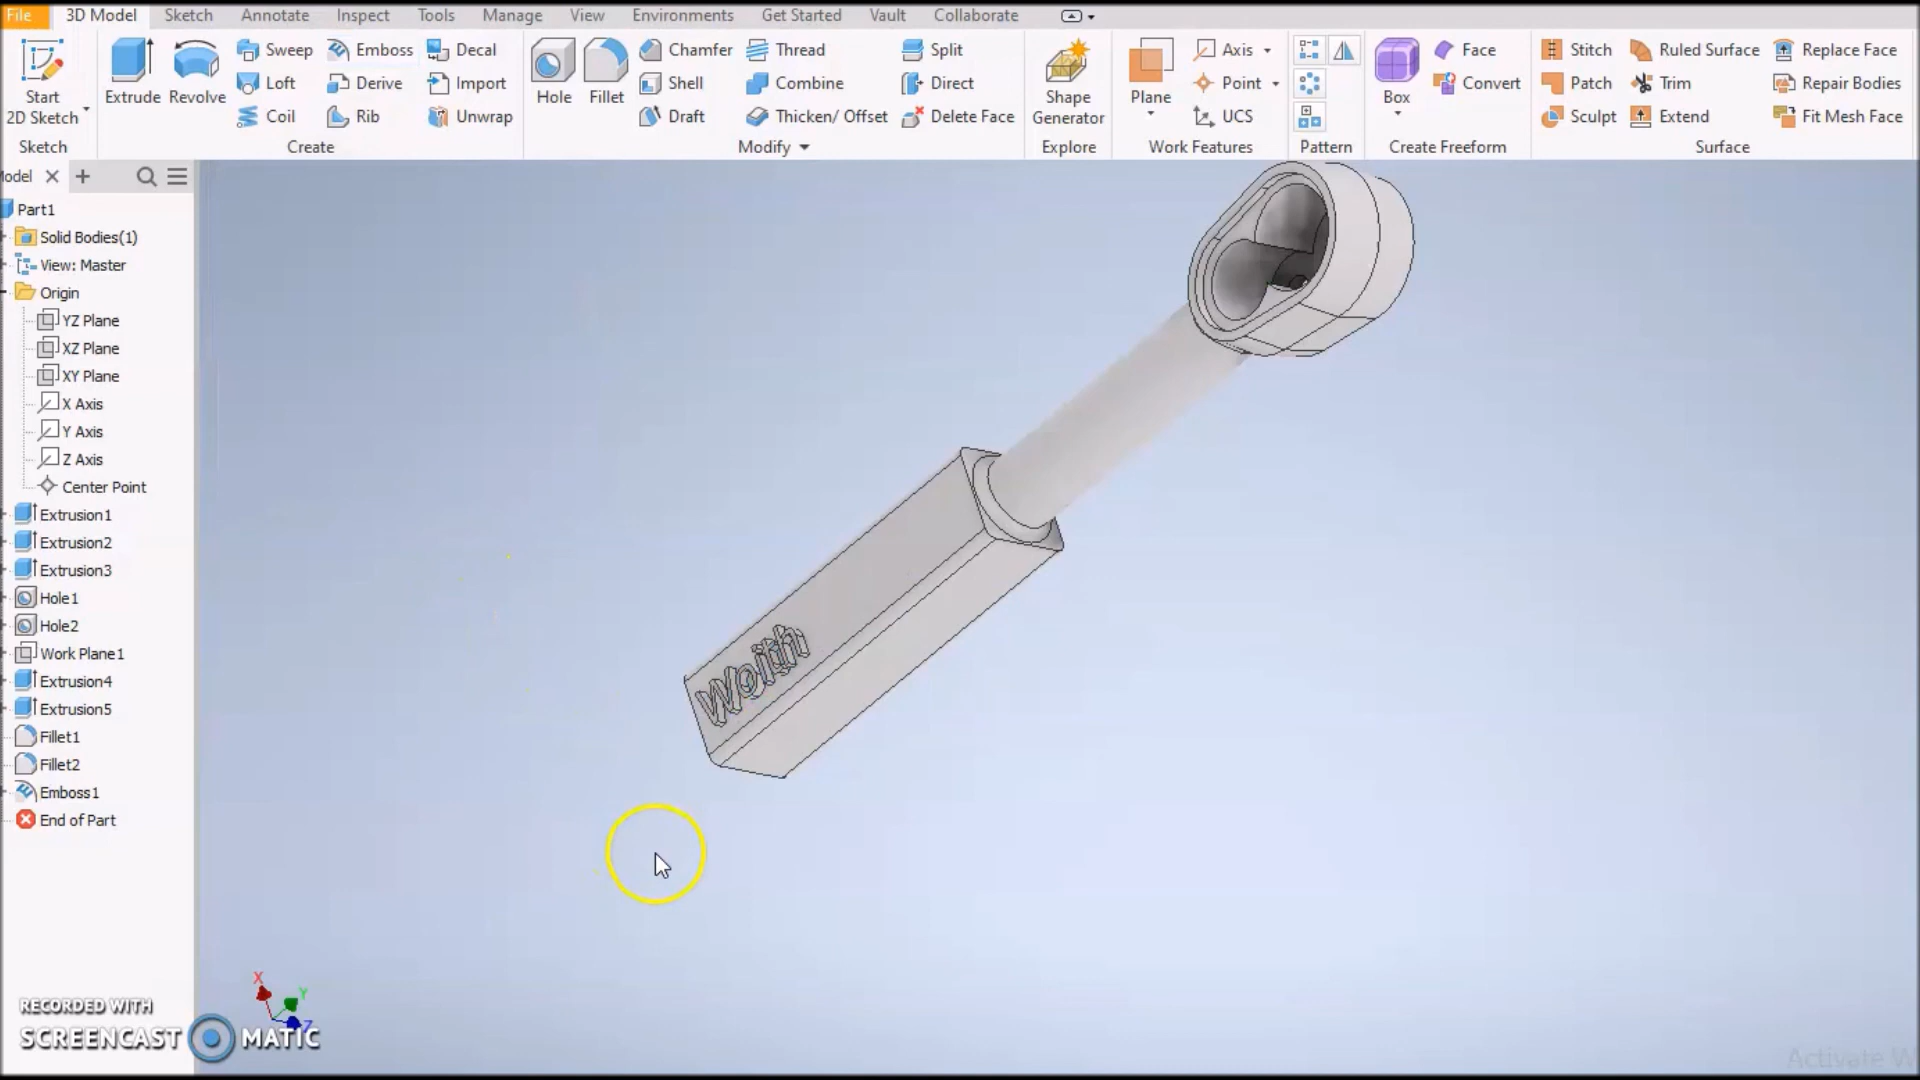 File 3D Model Sketch Annotate Inspect Tools Manage View Environments Get Started Vault Collaborate
Start 2D Sketch
Sketch
Extrude
Revolve
Sweep
Loft
Coil
Emboss
Derive
Rib
Decal
Import
Unwrap
Create
Hole
Fillet
Chamfer
Shell
Draft
Thread
Combine
Thicken/ Offset
Split
Direct
Delete Face
Modify
Shape Generator
Explore
Plane
Axis
Point
UCS
Work Features
Pattern
Box
Face
Convert
Create Freeform
Stitch
Patch
Sculpt
Ruled Surface
Trim
Extend
Replace Face
Repair Bodies
Fit Mesh Face
Surface
odel
Part1
Solid Bodies(1)
View: Master
Origin
YZ Plane
XZ Plane
XY Plane
X Axis
Y Axis
Z Axis
Center Point
Extrusion1
Extrusion2
Extrusion3
Hole1
Hole2
Work Plane1
Extrusion4
Extrusion5
Fillet1
Fillet2
Emboss1
End of Part
Woith
X
Y
Z
RECORDED WITH
SCREENCAST MATIC
Activate W